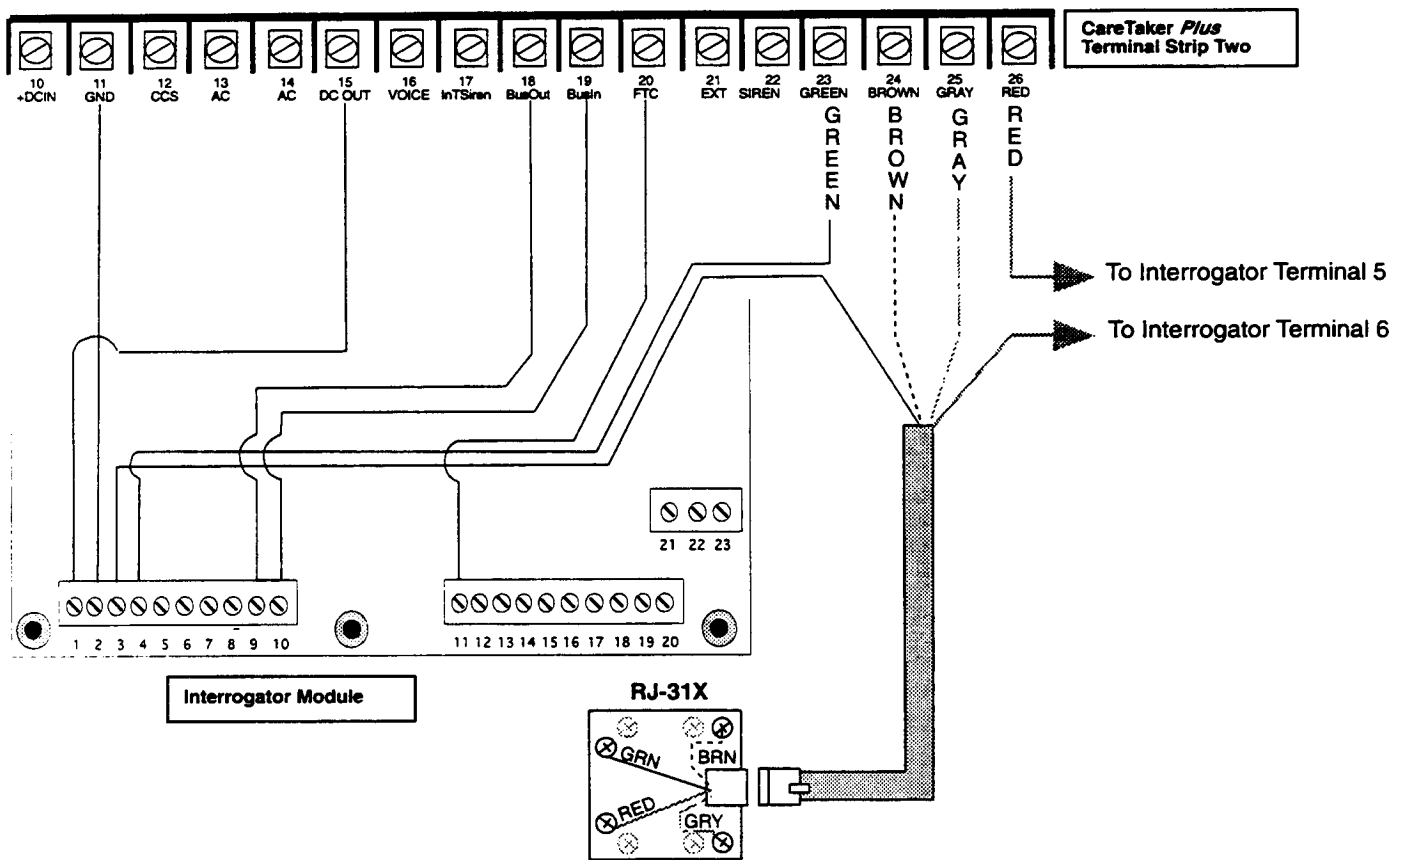 CareTaker Plus
Terminal Strip Two
10 11 12 13 14 15 16 17 18 19 20 21 22 23 24 25 26
+DCIN GND CCS AC AC DC OUT VOICE InTSiren BusOut BusIn FTC EXT SIREN GREEN BROWN GRAY RED
GREEN
BROWN
GRAY
RED
To Interrogator Terminal 5
To Interrogator Terminal 6
21 22 23
1 2 3 4 5 6 7 8 9 10
11 12 13 14 15 16 17 18 19 20
Interrogator Module
RJ-31X
GRN
BRN
RED
GRY